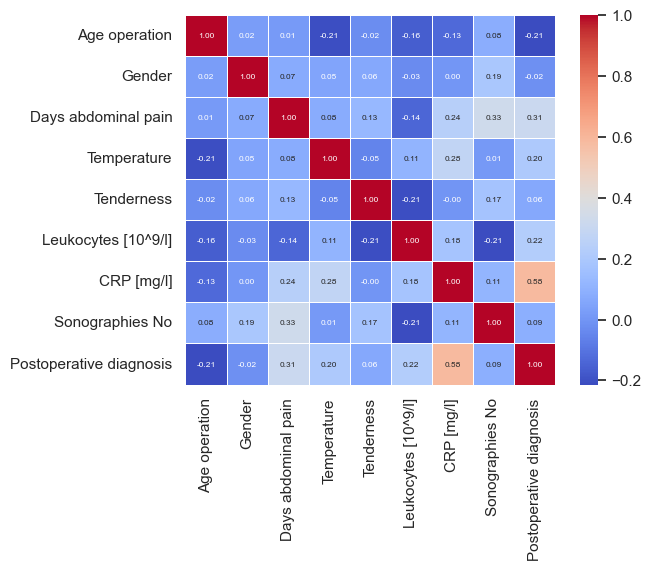 Age operation 1.00 0.02 0.01 -0.21 -0.02 -0.16 -0.13 0.08 -0.21
Gender 0.02 1.00 0.07 0.05 0.06 -0.03 0.00 0.19 -0.02
Days abdominal pain 0.01 0.07 1.00 0.08 0.13 -0.14 0.24 0.33 0.31
Temperature -0.21 0.05 0.08 1.00 -0.05 0.11 0.28 0.01 0.20
Tenderness -0.02 0.06 0.13 -0.05 1.00 -0.21 -0.00 0.17 0.06
Leukocytes [10^9/l] -0.16 -0.03 -0.14 0.11 -0.21 1.00 0.18 -0.21 0.22
CRP [mg/l] -0.13 0.00 0.24 0.28 -0.00 0.18 1.00 0.11 0.58
Sonographies No 0.08 0.19 0.33 0.01 0.17 -0.21 0.11 1.00 0.09
Postoperative diagnosis -0.21 -0.02 0.31 0.20 0.06 0.22 0.58 0.09 1.00
Age operation
Gender
Days abdominal pain
Temperature
Tenderness
Leukocytes [10^9/l]
CRP [mg/l]
Sonographies No
Postoperative diagnosis
1.0
0.8
0.6
0.4
0.2
0.0
−0.2